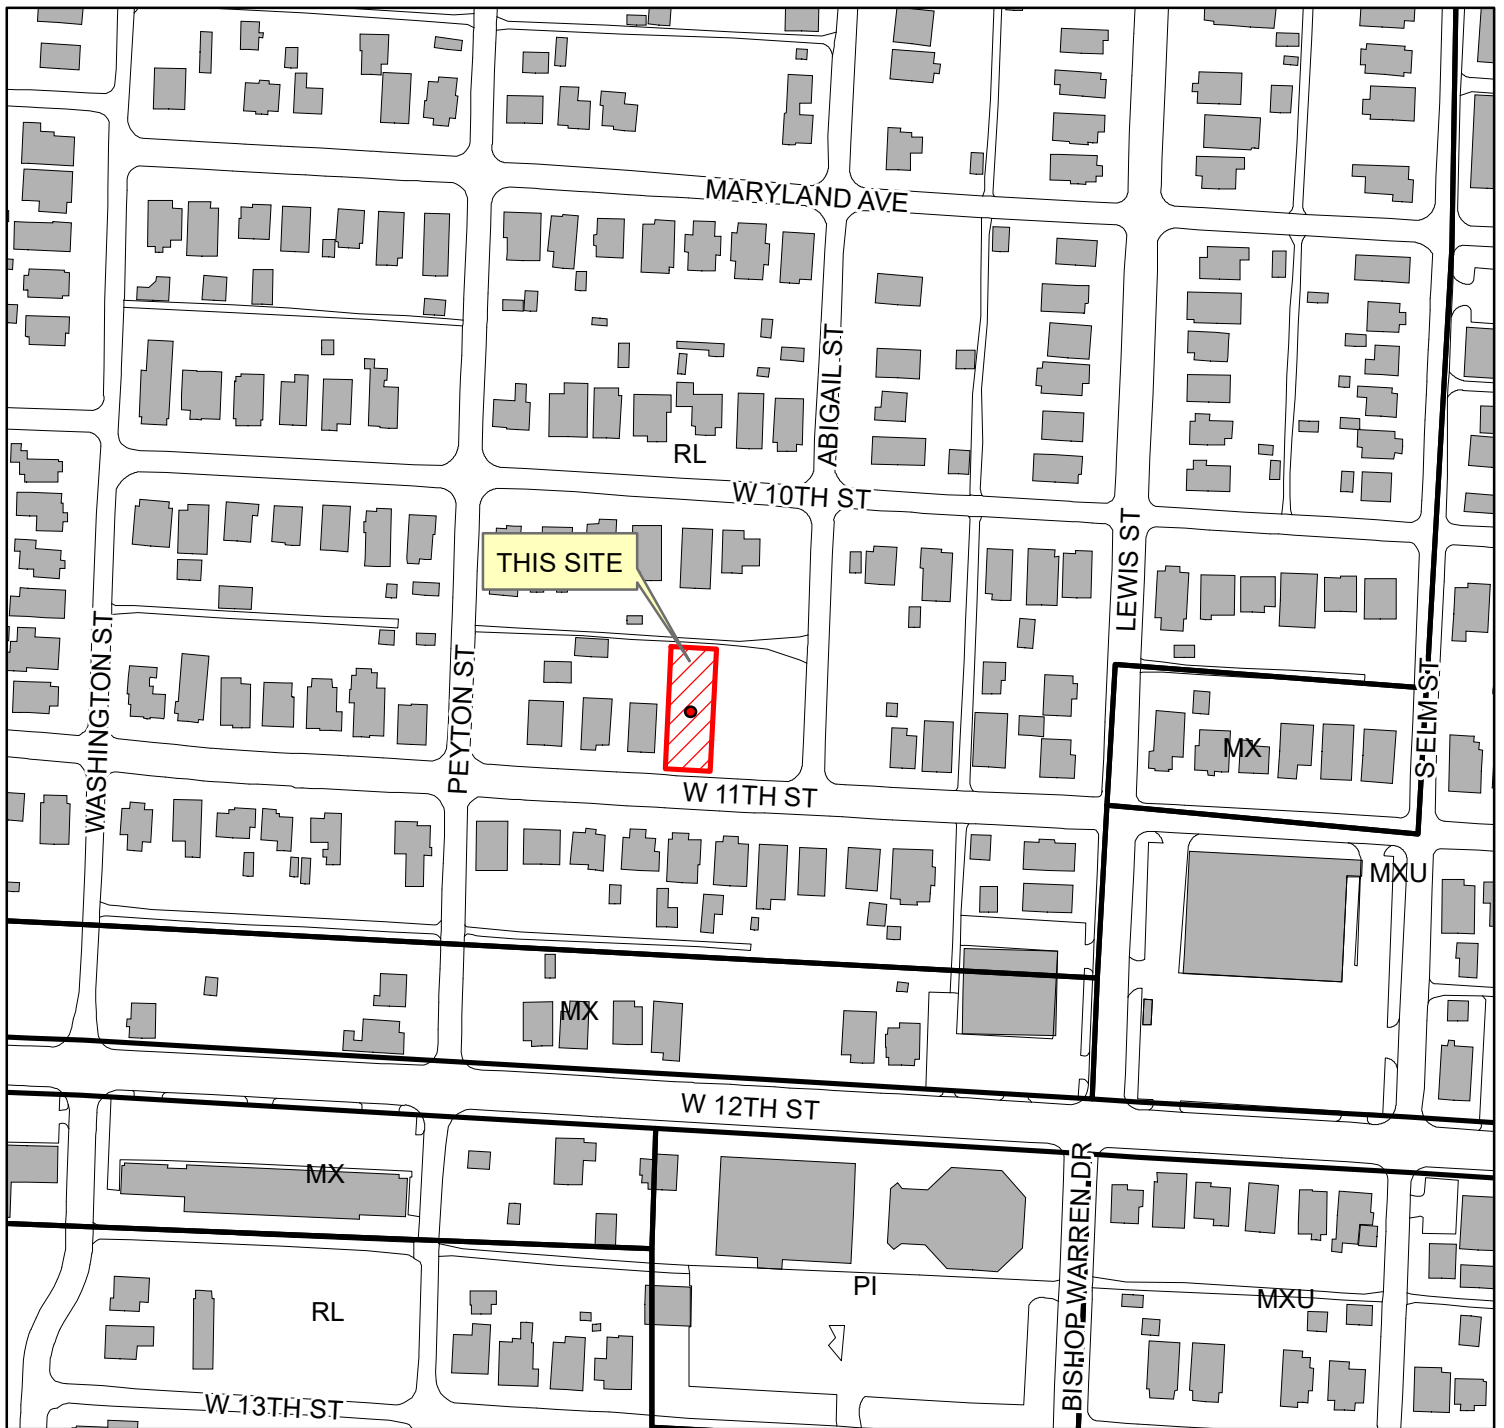 MARYLAND AVE
ABIGAIL ST
RL
W 10TH ST
LEWIS ST
THIS SITE
WASHINGTON ST
PEYTON ST
S ELM ST
MX
W 11TH ST
MXU
MX
W 12TH ST
MX
BISHOP WARREN DR
PI
MXU
RL
W 13TH ST